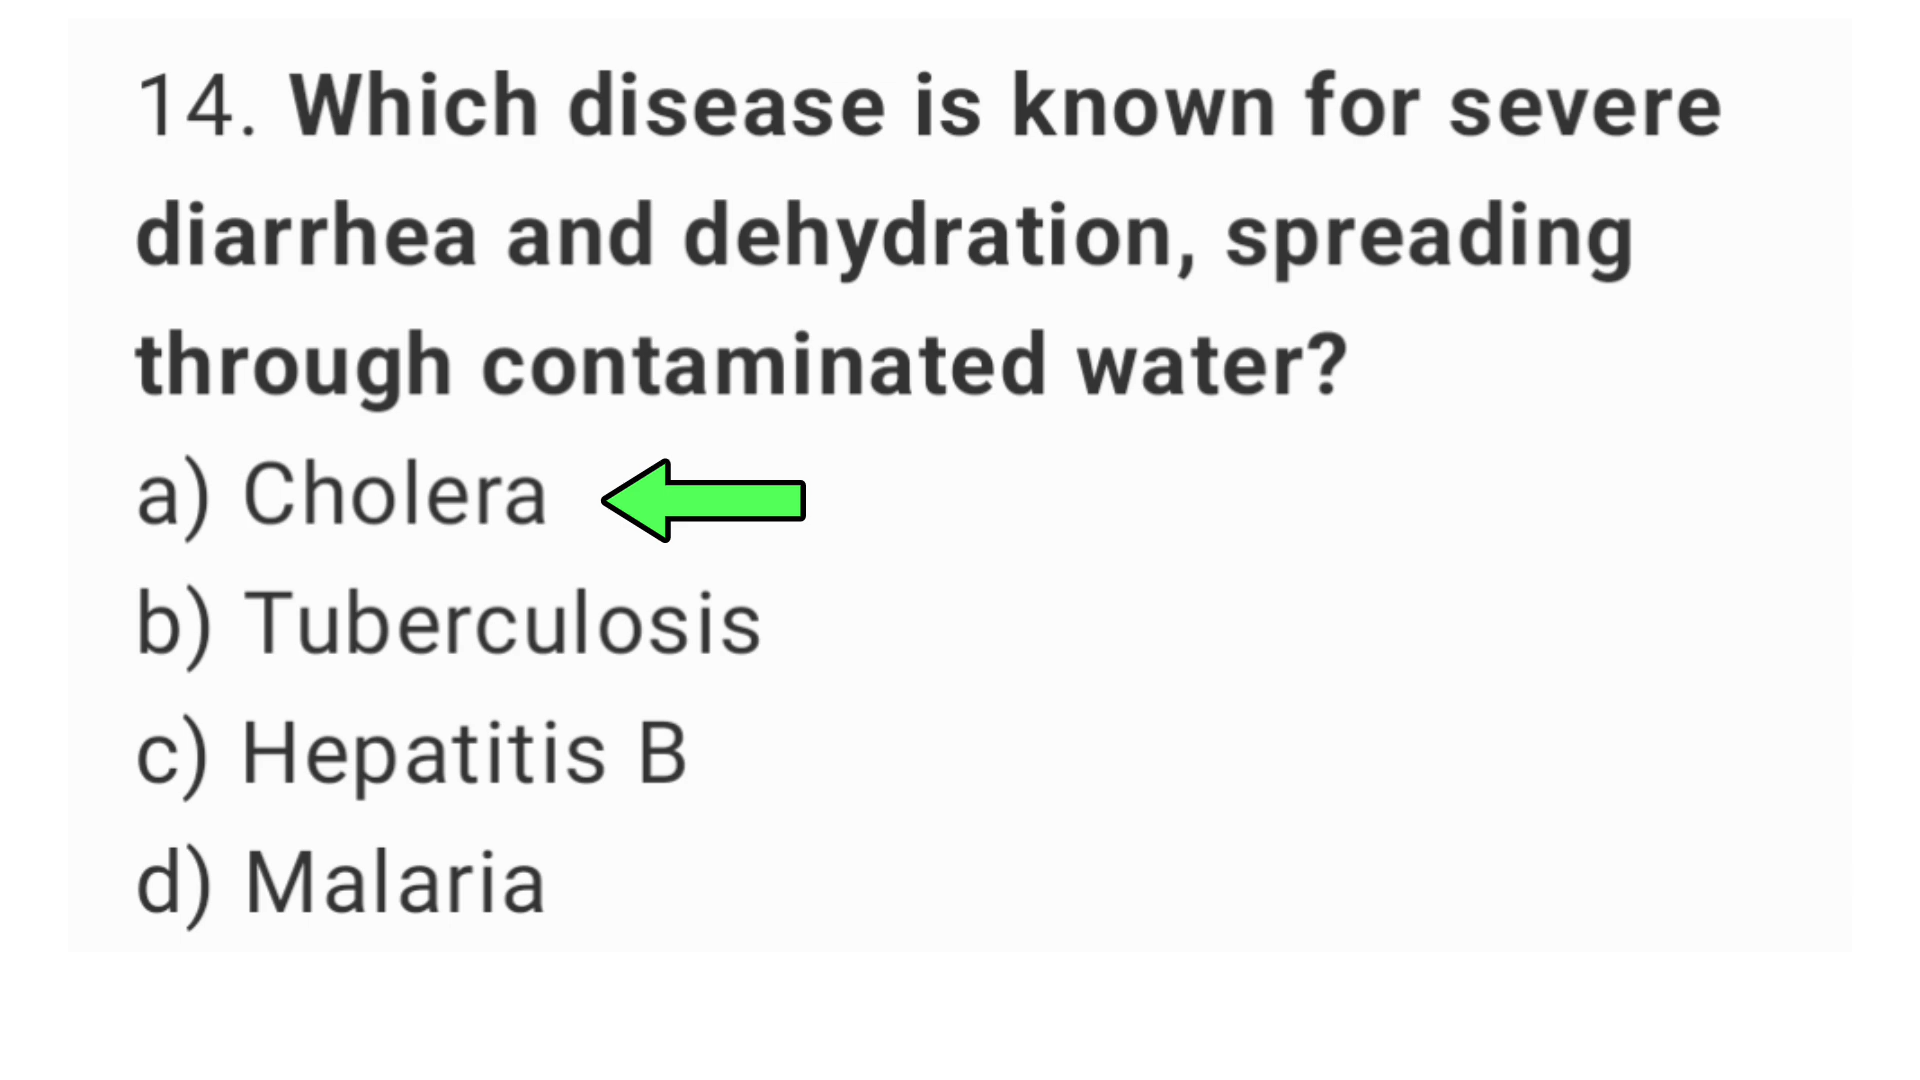 14. Which disease is known for severe
diarrhea and dehydration, spreading
through contaminated water?
a) Cholera
b) Tuberculosis
c) Hepatitis B
d) Malaria